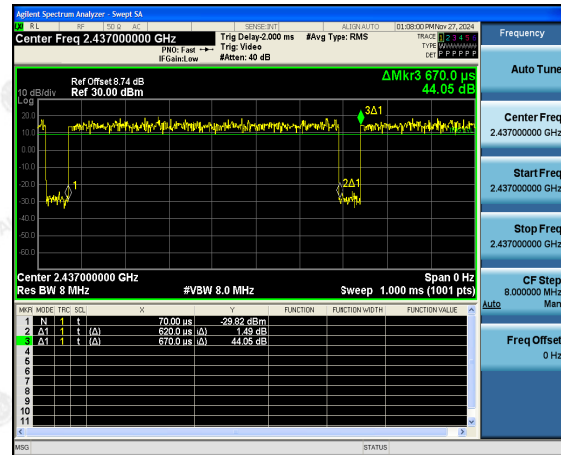 Agilent Spectrum Analyzer - Swept SA
RL RF 50 Ω AC SENSE:INT ALIGN AUTO 01:08:00 PM Nov 27, 2024
Center Freq 2.437000000 GHz
PNO: Fast
IFGain:Low
Trig Delay-2.000 ms
Trig: Video
#Atten: 40 dB
#Avg Type: RMS
TRACE 1 2 3 4 5 6
TYPE WWWWWW
DET P P P P P P
Frequency
Auto Tune
Center Freq
2.437000000 GHz
Start Freq
2.437000000 GHz
Stop Freq
2.437000000 GHz
CF Step
8.000000 MHz
Auto Man
Freq Offset
0 Hz
Ref Offset 8.74 dB
10 dB/div Ref 30.00 dBm
Log
ΔMkr3 670.0 µs
44.05 dB
20.0
10.0
0.00
-10.0
-20.0
-30.0
-40.0
-50.0
-60.0
3Δ1
1
2Δ1
Center 2.437000000 GHz Span 0 Hz
Res BW 8 MHz #VBW 8.0 MHz Sweep 1.000 ms (1001 pts)
MKR MODE TRC SCL X Y FUNCTION FUNCTION WIDTH FUNCTION VALUE
1 N 1 t 70.00 µs -29.82 dBm
2 Δ1 1 t (Δ) 620.0 µs (Δ) 1.49 dB
3 Δ1 1 t (Δ) 670.0 µs (Δ) 44.05 dB
4
5
6
7
8
9
10
11
MSG STATUS